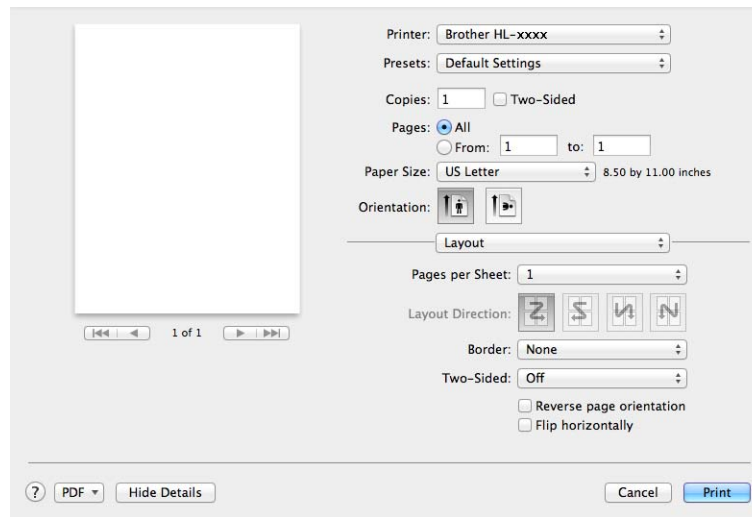 Printer: Brother HL-xxxx
Presets: Default Settings
Copies: 1 Two-Sided
Pages: All
From: 1 to: 1
Paper Size: US Letter 8.50 by 11.00 inches
Orientation:
Layout
Pages per Sheet: 1
Layout Direction:
1 of 1
Border: None
Two-Sided: Off
Reverse page orientation
Flip horizontally
? PDF Hide Details Cancel Print